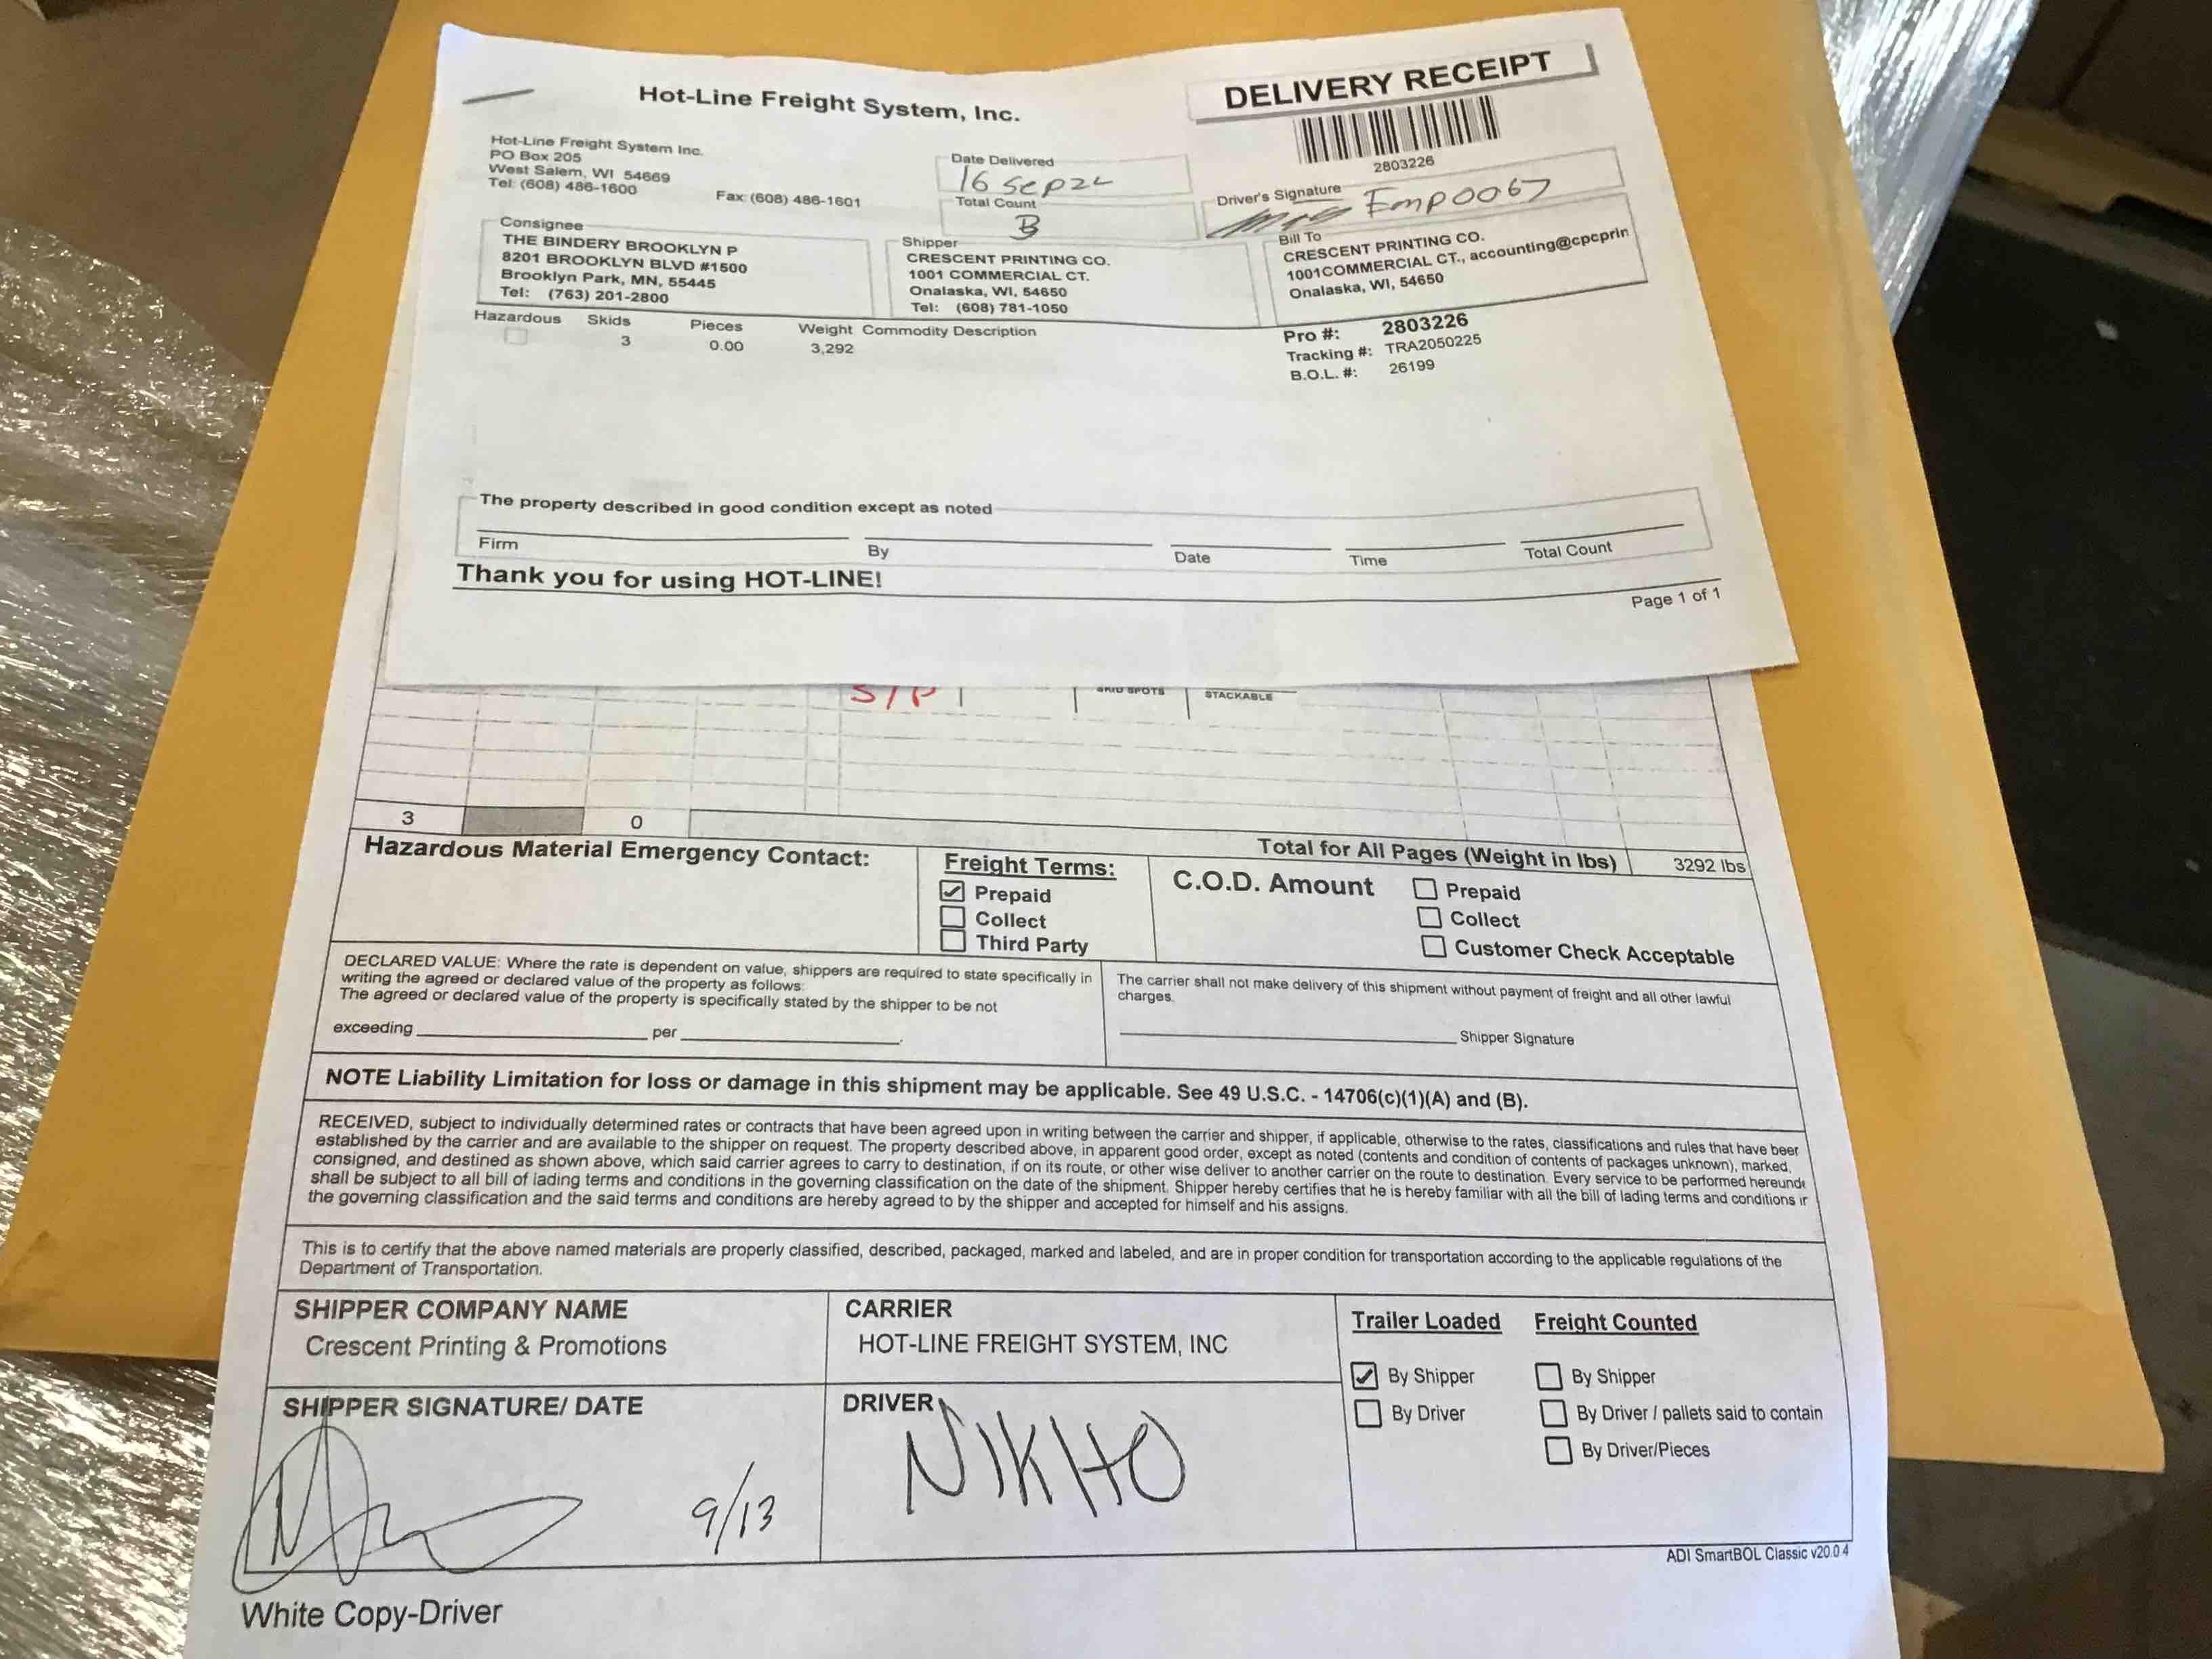 Hot-Line Freight System, Inc.
DELIVERY RECEIPT
2803226
Hot-Line Freight System Inc.
PO Box 205
West Salem, WI 54669
Tel: (608) 486-1600 Fax: (608) 486-1601
Date Delivered
16 Sep 24
Total Count
3
Driver's Signature
Emp0067
Consignee
THE BINDERY BROOKLYN P
8201 BROOKLYN BLVD #1500
Brooklyn Park, MN, 55445
Tel: (763) 201-2800
Shipper
CRESCENT PRINTING CO.
1001 COMMERCIAL CT.
Onalaska, WI, 54650
Tel: (608) 781-1050
Bill To
CRESCENT PRINTING CO.
1001COMMERCIAL CT., accounting@cpcprin
Onalaska, WI, 54650
Hazardous Skids Pieces Weight Commodity Description
3 0.00 3,292
Pro #: 2803226
Tracking #: TRA2050225
B.O.L. #: 26199
The property described in good condition except as noted
Firm By Date Time Total Count
Thank you for using HOT-LINE!
Page 1 of 1
S/P SKID SPOTS STACKABLE
3 0
Total for All Pages (Weight in lbs) 3292 lbs
Hazardous Material Emergency Contact:
Freight Terms:
Prepaid
Collect
Third Party
C.O.D. Amount
Prepaid
Collect
Customer Check Acceptable
DECLARED VALUE: Where the rate is dependent on value, shippers are required to state specifically in
writing the agreed or declared value of the property as follows:
The agreed or declared value of the property is specifically stated by the shipper to be not
exceeding per .
The carrier shall not make delivery of this shipment without payment of freight and all other lawful
charges.
Shipper Signature
NOTE Liability Limitation for loss or damage in this shipment may be applicable. See 49 U.S.C. - 14706(c)(1)(A) and (B).
RECEIVED, subject to individually determined rates or contracts that have been agreed upon in writing between the carrier and shipper, if applicable, otherwise to the rates, classifications and rules that have beer
established by the carrier and are available to the shipper on request. The property described above, in apparent good order, except as noted (contents and condition of contents of packages unknown), marked,
consigned, and destined as shown above, which said carrier agrees to carry to destination, if on its route, or other wise deliver to another carrier on the route to destination. Every service to be performed hereunde
shall be subject to all bill of lading terms and conditions in the governing classification on the date of the shipment. Shipper hereby certifies that he is hereby familiar with all the bill of lading terms and conditions ir
the governing classification and the said terms and conditions are hereby agreed to by the shipper and accepted for himself and his assigns.
This is to certify that the above named materials are properly classified, described, packaged, marked and labeled, and are in proper condition for transportation according to the applicable regulations of the
Department of Transportation.
SHIPPER COMPANY NAME
Crescent Printing & Promotions
CARRIER
HOT-LINE FREIGHT SYSTEM, INC
Trailer Loaded
By Shipper
By Driver
Freight Counted
By Shipper
By Driver / pallets said to contain
By Driver/Pieces
SHIPPER SIGNATURE/ DATE
9/13
DRIVER
NIKHO
ADI SmartBOL Classic v20.0.4
White Copy-Driver